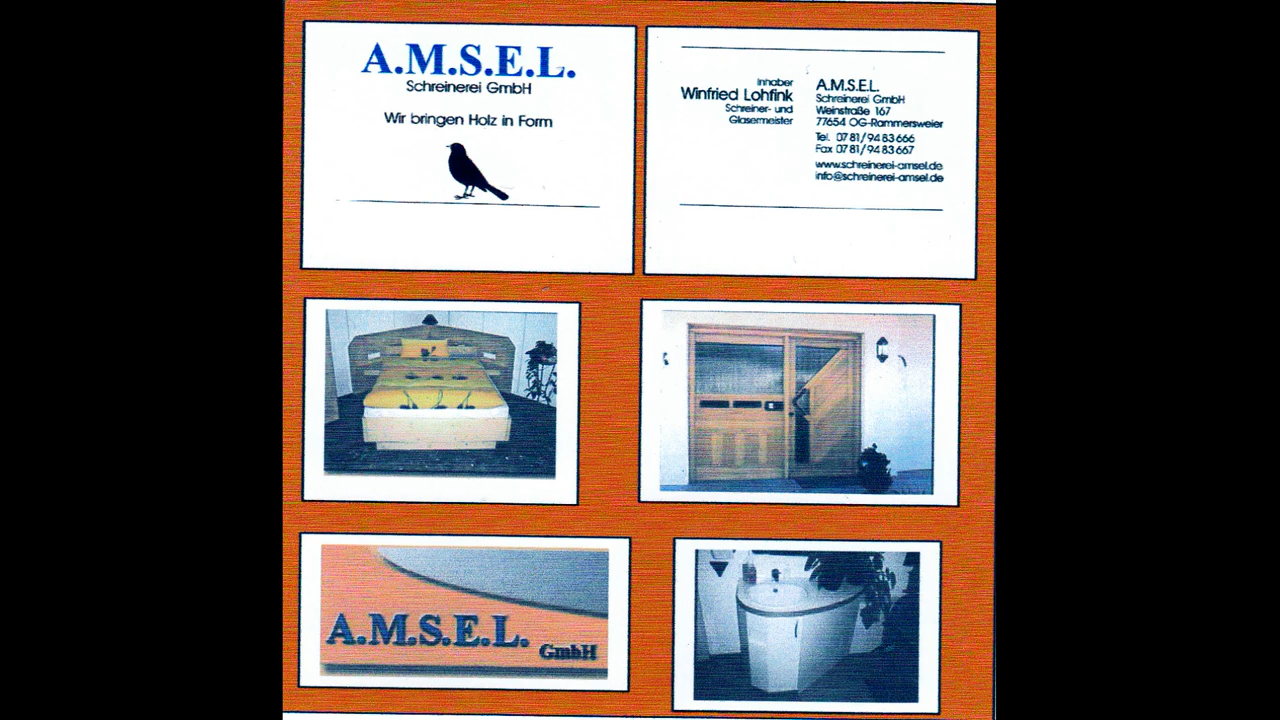 A.M.S.E.L.
Schreinerei GmbH
Wir bringen Holz in Form
Inhaber
Winfried Lohfink
Schreiner- und
Glasermeister
A.M.S.E.L.
Schreinerei GmbH
Weinstraße 167
77654 OG-Rammersweier
Tel. 07 81/94 83 666
Fax 07 81/94 83 667
www.schreinerei-amsel.de
info@schreinerei-amsel.de
A.M.S.E.L.
GmbH